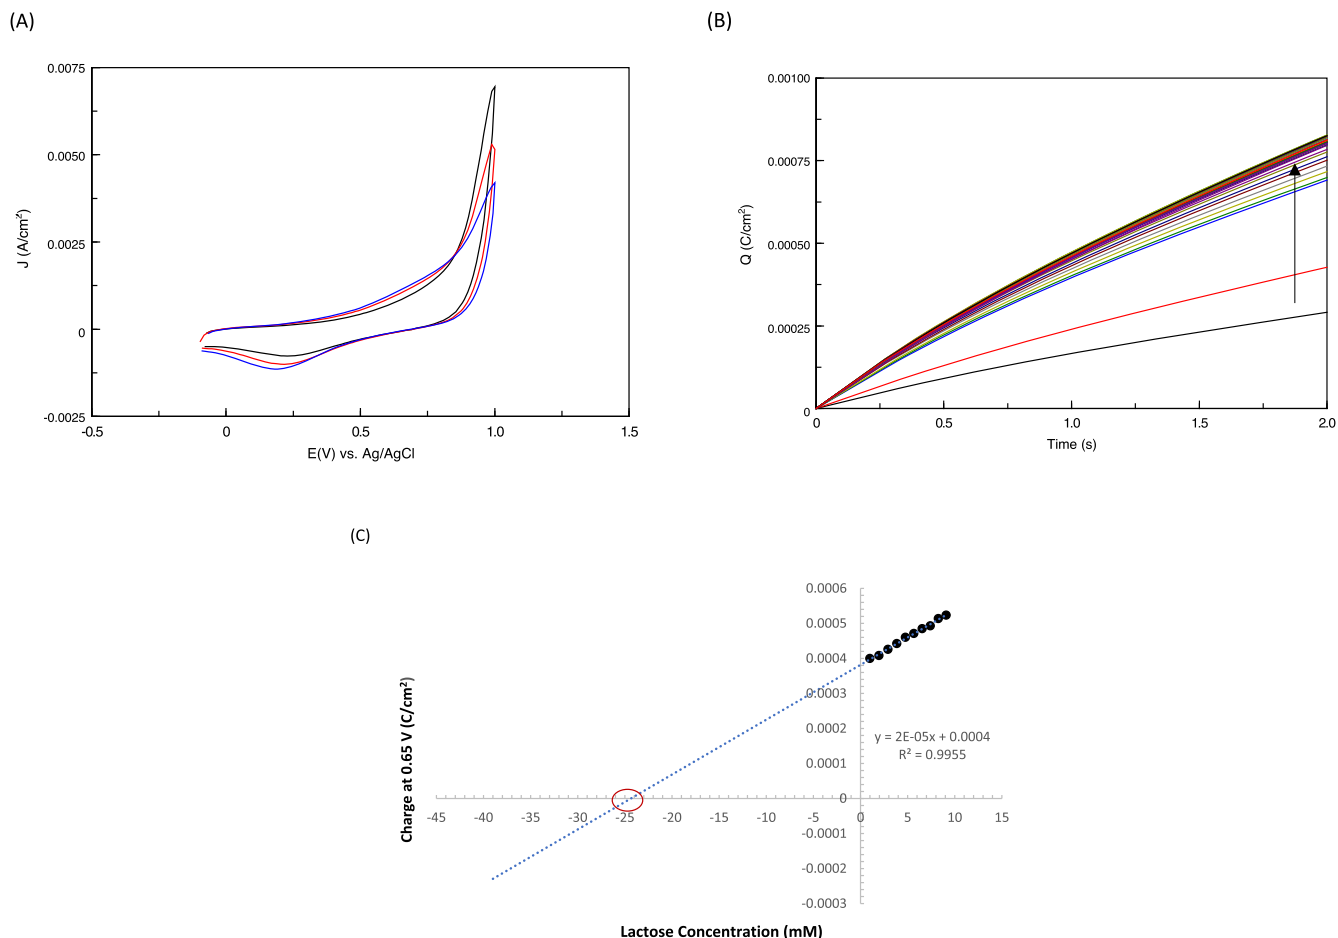 (A)
0.0075
0.0050
0.0025
0
-0.0025
-0.5
0
0.5
1.0
1.5
J (A/cm²)
E(V) vs. Ag/AgCl
(B)
0.00100
0.00075
0.00050
0.00025
0
0
0.5
1.0
1.5
2.0
Q (C/cm²)
Time (s)
(C)
0.0006
0.0005
0.0004
0.0003
0.0002
0.0001
0
-0.0001
-0.0002
-0.0003
y = 2E-05x + 0.0004
R² = 0.9955
-45 -40 -35 -30 -25 -20 -15 -10 -5 0 5 10 15
Charge at 0.65 V (C/cm²)
Lactose Concentration (mM)